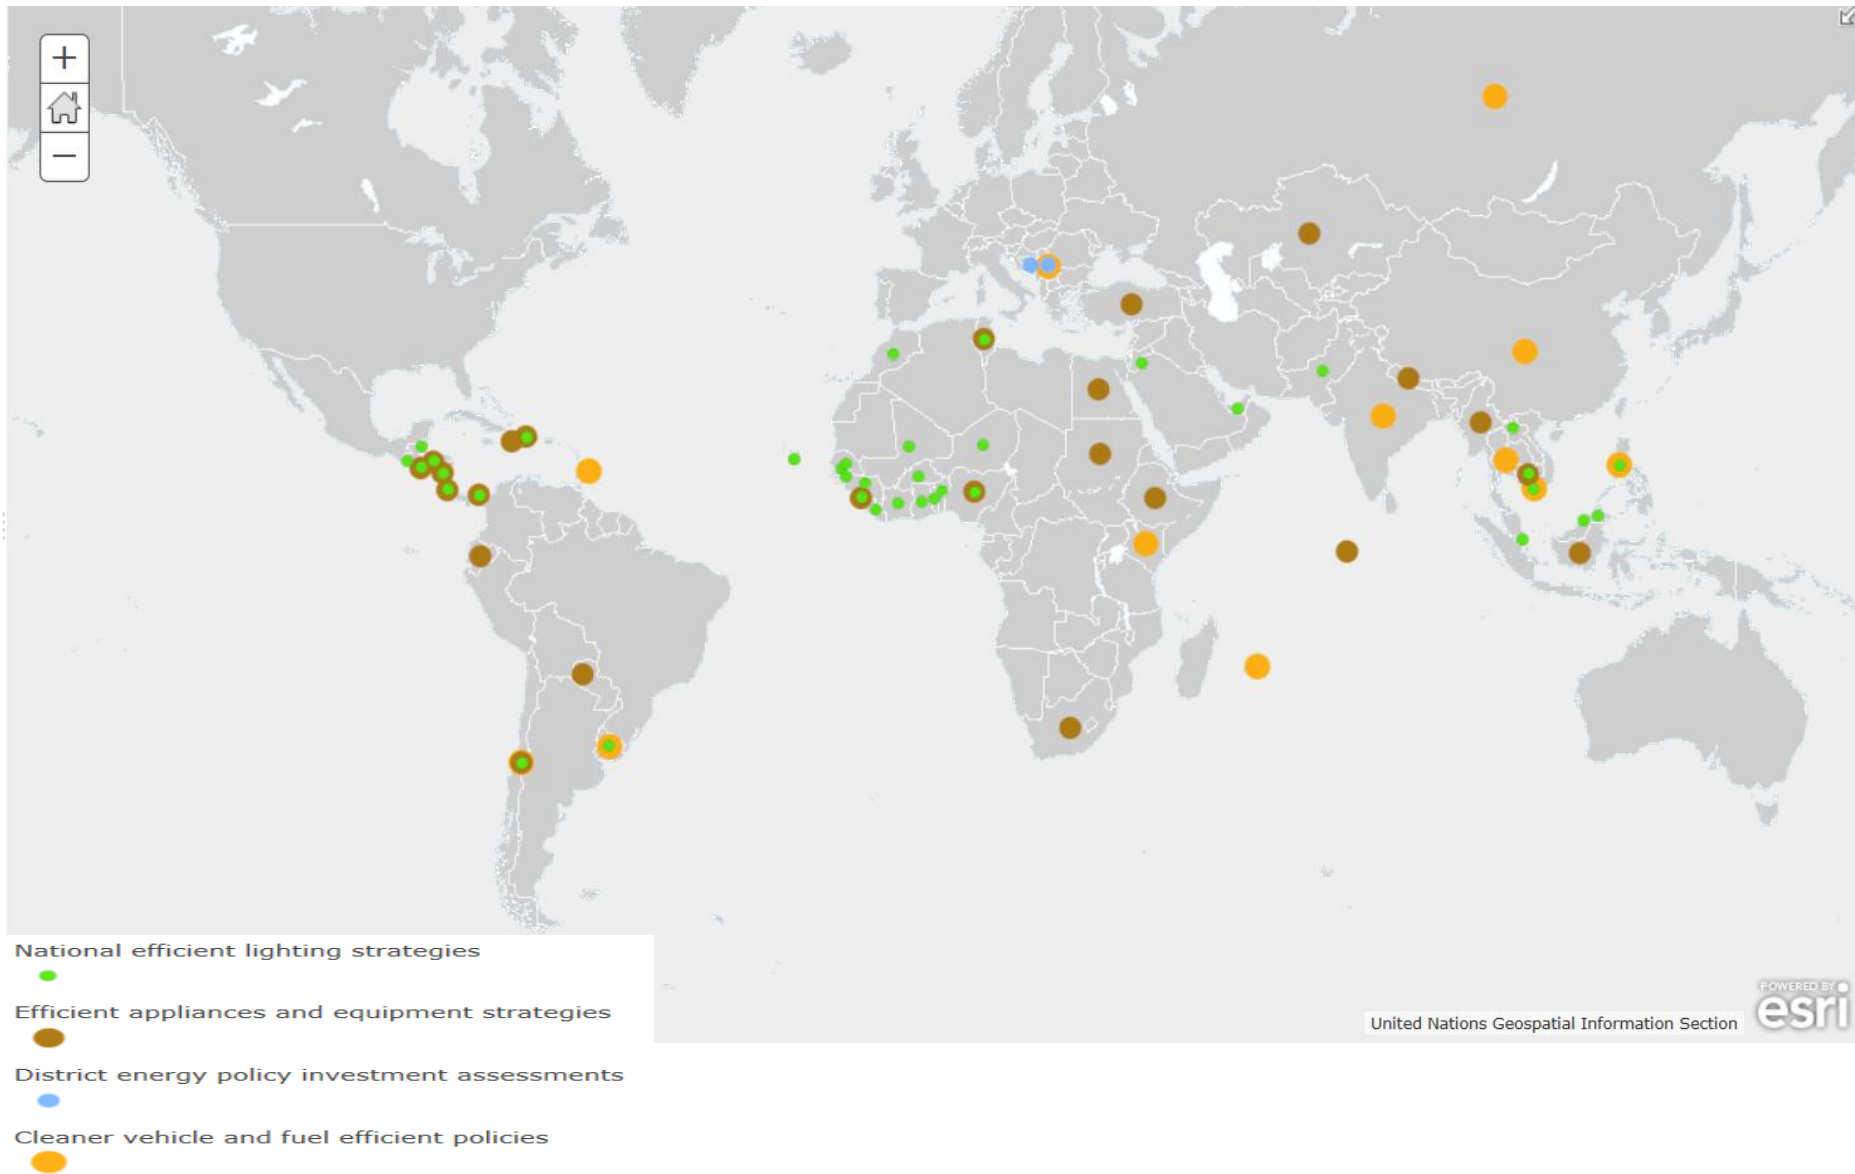 +
−
National efficient lighting strategies
Efficient appliances and equipment strategies
District energy policy investment assessments
Cleaner vehicle and fuel efficient policies
United Nations Geospatial Information Section
POWERED BY
esri